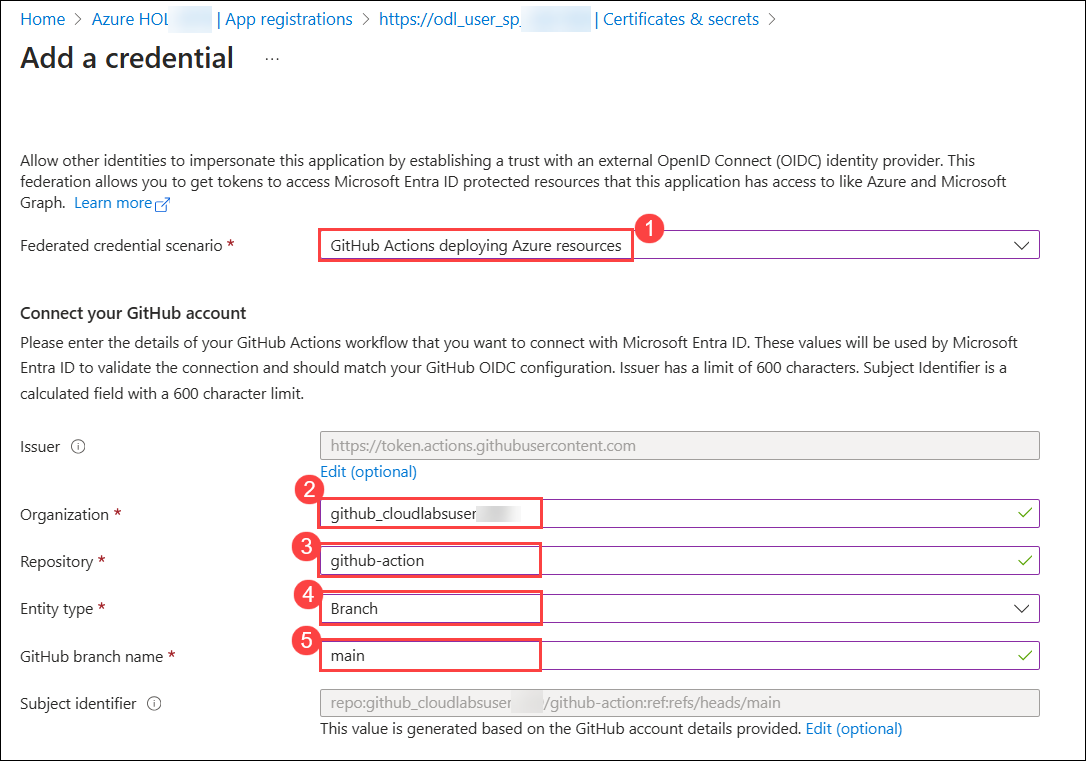 Home > Azure HOL | App registrations > https://odl_user_sp_ | Certificates & secrets >
Add a credential ...
Allow other identities to impersonate this application by establishing a trust with an external OpenID Connect (OIDC) identity provider. This
federation allows you to get tokens to access Microsoft Entra ID protected resources that this application has access to like Azure and Microsoft
Graph. Learn more
1
Federated credential scenario * GitHub Actions deploying Azure resources
Connect your GitHub account
Please enter the details of your GitHub Actions workflow that you want to connect with Microsoft Entra ID. These values will be used by Microsoft
Entra ID to validate the connection and should match your GitHub OIDC configuration. Issuer has a limit of 600 characters. Subject Identifier is a
calculated field with a 600 character limit.
Issuer https://token.actions.githubusercontent.com
Edit (optional)
2
Organization * github_cloudlabsuser
3
Repository * github-action
4
Entity type * Branch
5
GitHub branch name * main
Subject identifier repo:github_cloudlabsuser /github-action:ref:refs/heads/main
This value is generated based on the GitHub account details provided. Edit (optional)